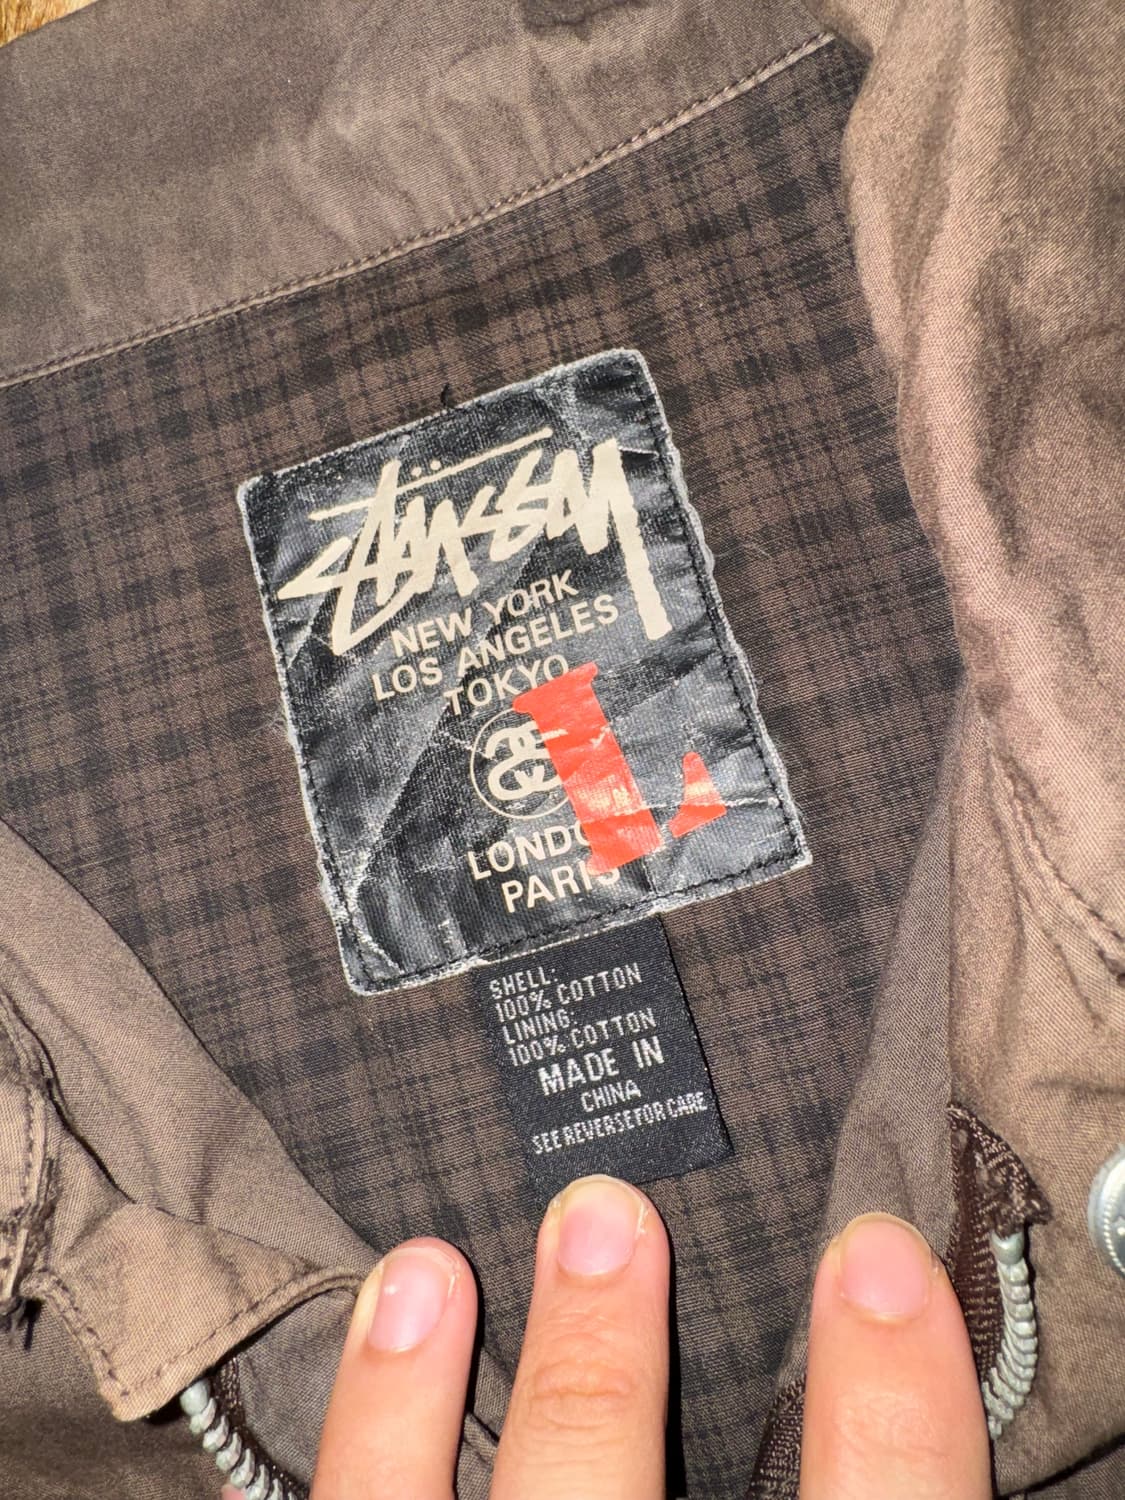 Stüssy
NEW YORK
LOS ANGELES
TOKYO
SS
L
LONDON
PARIS
SHELL:
100% COTTON
LINING:
100% COTTON
MADE IN
CHINA
SEE REVERSE FOR CARE